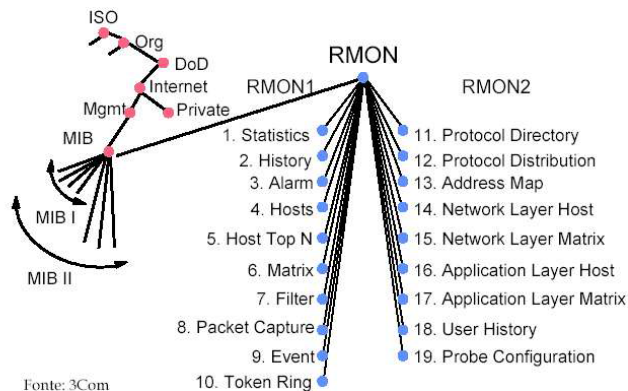 ISO
Org
DoD
Internet
Mgmt
Private
MIB
MIB I
MIB II
RMON
RMON1
RMON2
1. Statistics
2. History
3. Alarm
4. Hosts
5. Host Top N
6. Matrix
7. Filter
8. Packet Capture
9. Event
10. Token Ring
11. Protocol Directory
12. Protocol Distribution
13. Address Map
14. Network Layer Host
15. Network Layer Matrix
16. Application Layer Host
17. Application Layer Matrix
18. User History
19. Probe Configuration
Fonte: 3Com